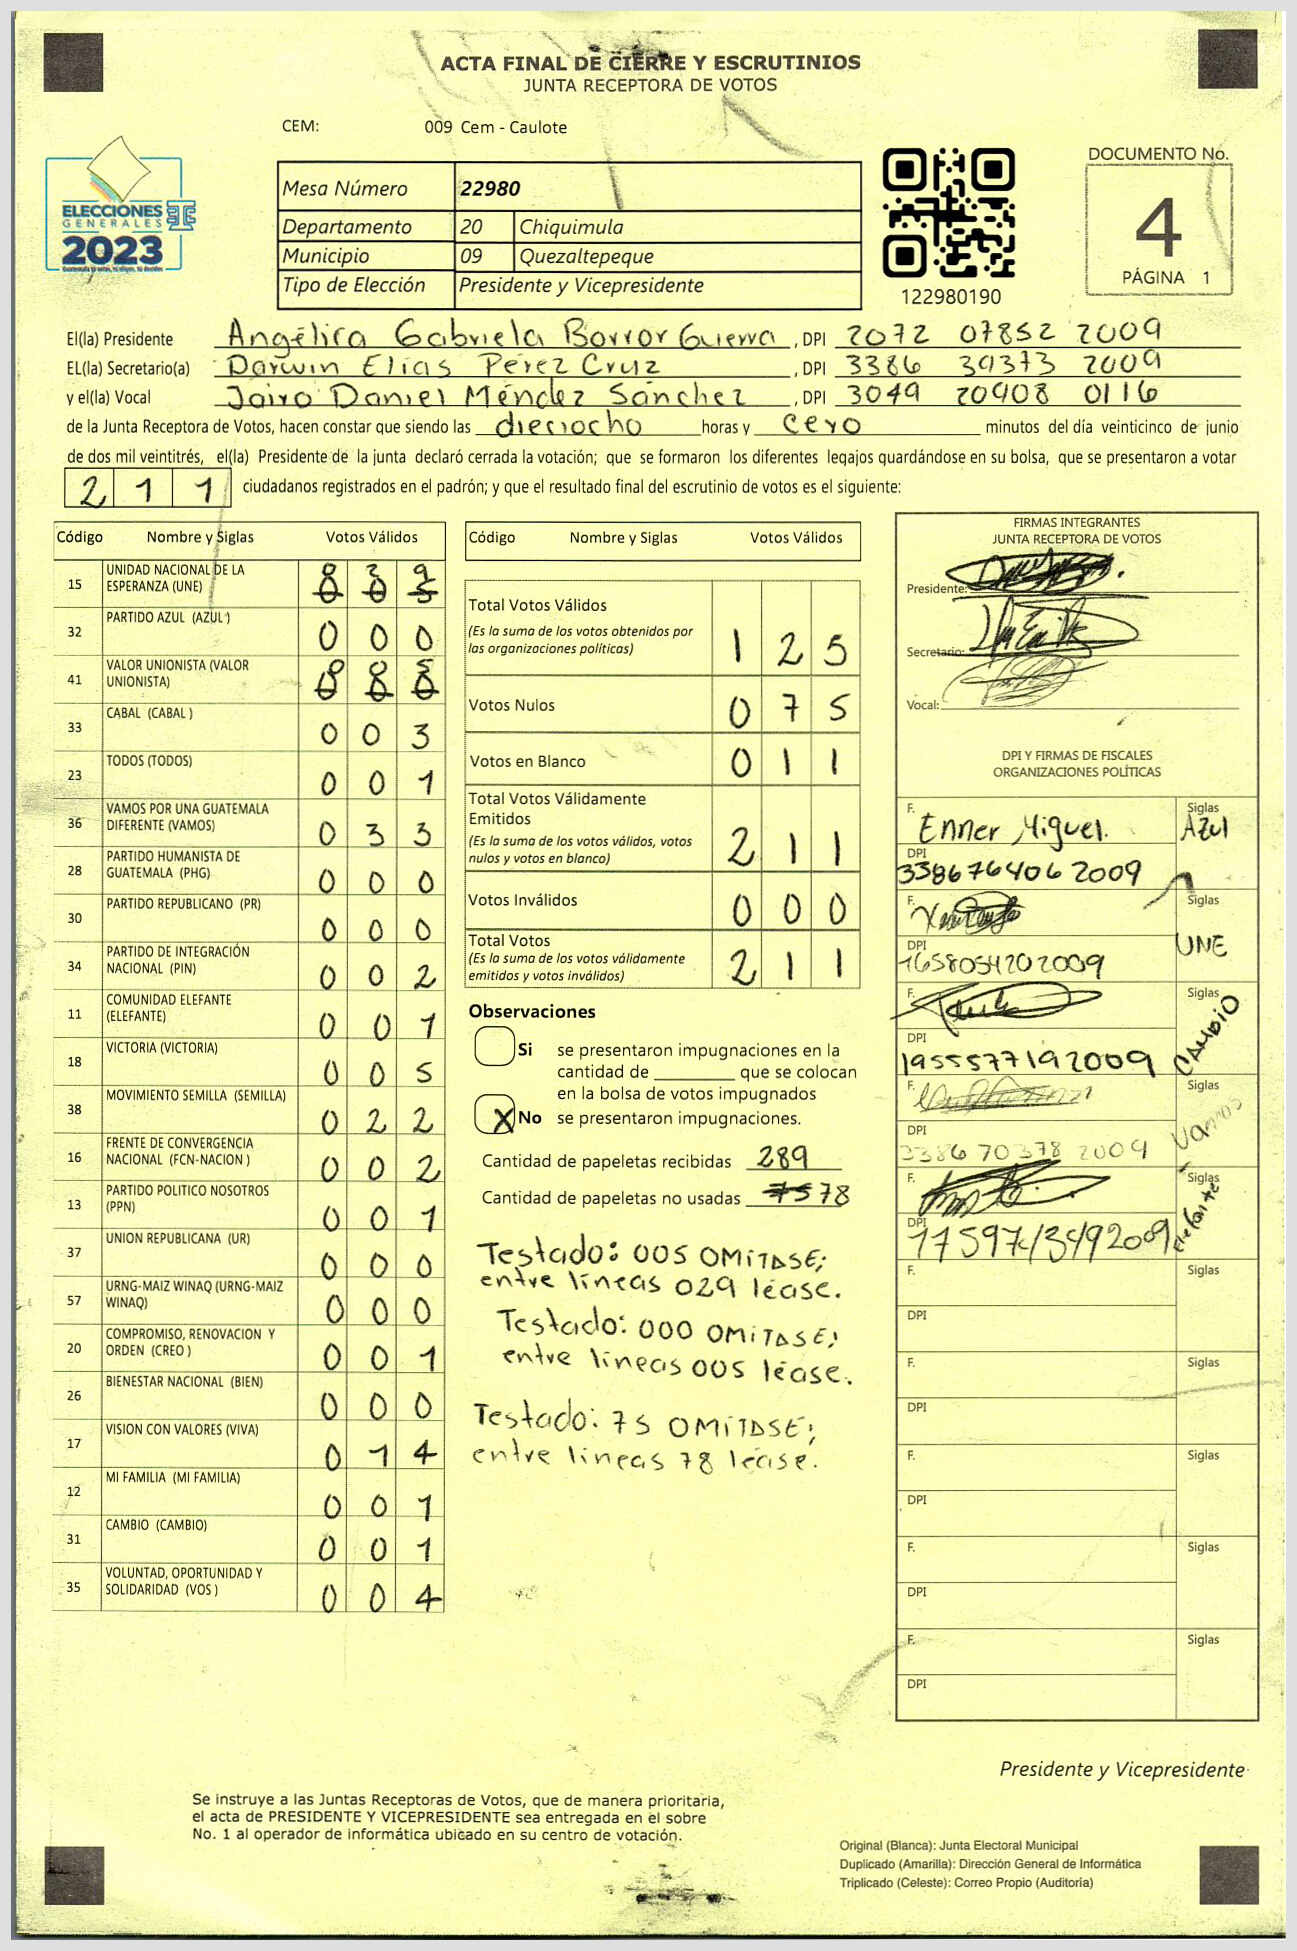 ACTA FINAL DE CIERRE Y ESCRUTINIOS
JUNTA RECEPTORA DE VOTOS
CEM: 009 Cem - Caulote
ELECCIONES
GENERALES
2023
Mesa Número 22980
Departamento 20 Chiquimula
Municipio 09 Quezaltepeque
Tipo de Elección Presidente y Vicepresidente
122980190
DOCUMENTO No.
4
PÁGINA 1
El(la) Presidente Angélica Gabriela Borror Guerra, DPI 2072 07852 2009
EL(la) Secretario(a) Darwin Elías Pérez Cruz, DPI 3386 39373 2009
y el(la) Vocal Jairo Daniel Méndez Sánchez, DPI 3049 20908 0116
de la Junta Receptora de Votos, hacen constar que siendo las dieciocho horas y cero minutos del día veinticinco de junio
de dos mil veintitrés, el(la) Presidente de la junta declaró cerrada la votación; que se formaron los diferentes legajos quardándose en su bolsa, que se presentaron a votar
211 ciudadanos registrados en el padrón; y que el resultado final del escrutinio de votos es el siguiente:
Código Nombre y Siglas Votos Válidos
15 UNIDAD NACIONAL DE LA ESPERANZA (UNE) 0 2 9
32 PARTIDO AZUL (AZUL) 0 0 0
41 VALOR UNIONISTA (VALOR UNIONISTA) 0 0 5
33 CABAL (CABAL) 0 0 3
23 TODOS (TODOS) 0 0 1
36 VAMOS POR UNA GUATEMALA DIFERENTE (VAMOS) 0 3 3
28 PARTIDO HUMANISTA DE GUATEMALA (PHG) 0 0 0
30 PARTIDO REPUBLICANO (PR) 0 0 0
34 PARTIDO DE INTEGRACIÓN NACIONAL (PIN) 0 0 2
11 COMUNIDAD ELEFANTE (ELEFANTE) 0 0 1
18 VICTORIA (VICTORIA) 0 0 5
38 MOVIMIENTO SEMILLA (SEMILLA) 0 2 2
16 FRENTE DE CONVERGENCIA NACIONAL (FCN-NACION) 0 0 2
13 PARTIDO POLITICO NOSOTROS (PPN) 0 0 1
37 UNION REPUBLICANA (UR) 0 0 0
57 URNG-MAIZ WINAQ (URNG-MAIZ WINAQ) 0 0 0
20 COMPROMISO, RENOVACION Y ORDEN (CREO) 0 0 1
26 BIENESTAR NACIONAL (BIEN) 0 0 0
17 VISION CON VALORES (VIVA) 0 1 4
12 MI FAMILIA (MI FAMILIA) 0 0 1
31 CAMBIO (CAMBIO) 0 0 1
35 VOLUNTAD, OPORTUNIDAD Y SOLIDARIDAD (VOS) 0 0 4
Código Nombre y Siglas Votos Válidos
Total Votos Válidos 1 2 5
(Es la suma de los votos obtenidos por
las organizaciones políticas)
Votos Nulos 0 7 5
Votos en Blanco 0 1 1
Total Votos Válidamente
Emitidos 2 1 1
(Es la suma de los votos válidos, votos
nulos y votos en blanco)
Votos Inválidos 0 0 0
Total Votos 2 1 1
(Es la suma de los votos válidamente
emitidos y votos inválidos)
Observaciones
Si se presentaron impugnaciones en la
cantidad de ________ que se colocan
en la bolsa de votos impugnados
X No se presentaron impugnaciones.
Cantidad de papeletas recibidas 289
Cantidad de papeletas no usadas 75 78
Testado: 005 OMÍTASE;
entre líneas 029 léase.
Testado: 000 OMITASE;
entre líneas 005 léase.
Testado: 75 OMÍTASE;
entre líneas 78 léase.
FIRMAS INTEGRANTES
JUNTA RECEPTORA DE VOTOS
Presidente:
Secretario:
Vocal:
DPI Y FIRMAS DE FISCALES
ORGANIZACIONES POLÍTICAS
F. Enner Miguel. Siglas Azul
DPI 338676406 2009
F. Siglas UNE
DPI 1658054202009
F. Siglas CAMBIO
DPI 1955577192009
F. Siglas Vamos
DPI 3386 70378 2009
F. Siglas Elefante
DPI
F. Siglas
DPI
F. Siglas
DPI
F. Siglas
DPI
F. Siglas
DPI
F. Siglas
DPI
Presidente y Vicepresidente
Se instruye a las Juntas Receptoras de Votos, que de manera prioritaria,
el acta de PRESIDENTE Y VICEPRESIDENTE sea entregada en el sobre
No. 1 al operador de informática ubicado en su centro de votación.
Original (Blanca): Junta Electoral Municipal
Duplicado (Amarilla): Dirección General de Informática
Triplicado (Celeste): Correo Propio (Auditoría)